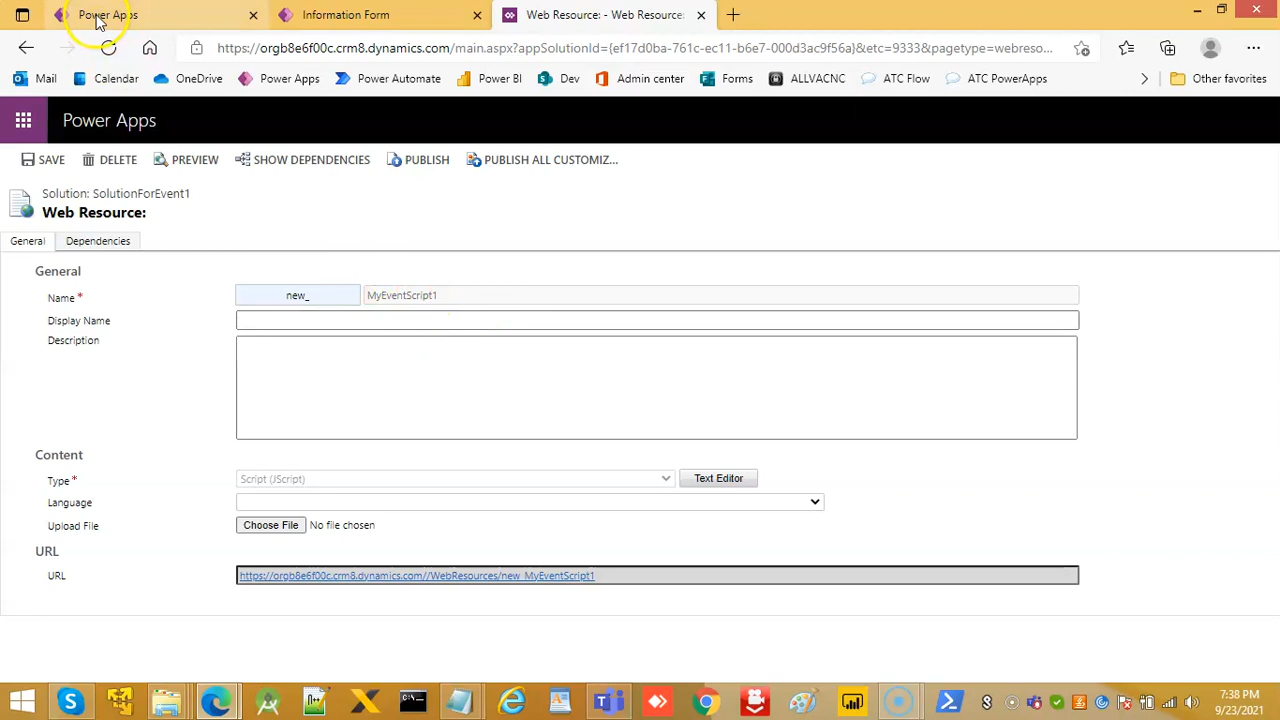 Power Apps
Information Form
Web Resource: - Web Resource:
https://orgb8e6f00c.crm8.dynamics.com/main.aspx?appSolutionId={ef17d0ba-761c-ec11-b6e7-000d3ac9f56a}&etc=9333&pagetype=webreso...
Mail
Calendar
OneDrive
Power Apps
Power Automate
Power BI
Dev
Admin center
Forms
ALLVACNC
ATC Flow
ATC PowerApps
Other favorites
Power Apps
SAVE
DELETE
PREVIEW
SHOW DEPENDENCIES
PUBLISH
PUBLISH ALL CUSTOMIZ...
Solution: SolutionForEvent1
Web Resource:
General
Dependencies
General
Name * new_ MyEventScript1
Display Name
Description
Content
Type * Script (JScript) Text Editor
Language
Upload File Choose File No file chosen
URL
URL https://orgb8e6f00c.crm8.dynamics.com//WebResources/new_MyEventScript1
7:38 PM
9/23/2021